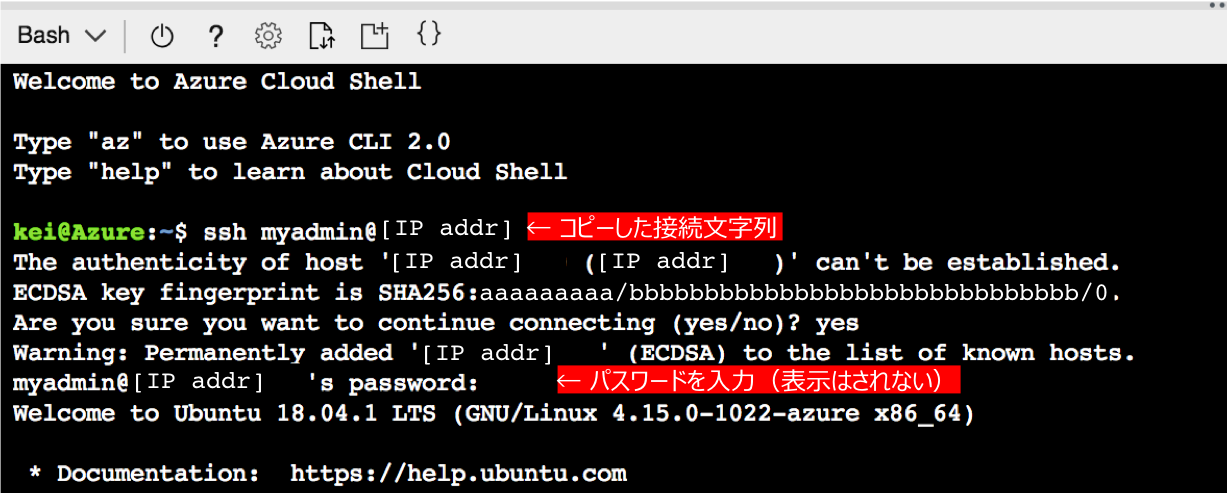 Bash
Welcome to Azure Cloud Shell
Type "az" to use Azure CLI 2.0
Type "help" to learn about Cloud Shell
kei@Azure:~$ ssh myadmin@[IP addr] ← コピーした接続文字列
The authenticity of host '[IP addr] ([IP addr] )' can't be established.
ECDSA key fingerprint is SHA256:aaaaaaaaa/bbbbbbbbbbbbbbbbbbbbbbbbbbbbbb/0.
Are you sure you want to continue connecting (yes/no)? yes
Warning: Permanently added '[IP addr] ' (ECDSA) to the list of known hosts.
myadmin@[IP addr] 's password: ← パスワードを入力（表示はされない）
Welcome to Ubuntu 18.04.1 LTS (GNU/Linux 4.15.0-1022-azure x86_64)
* Documentation: https://help.ubuntu.com